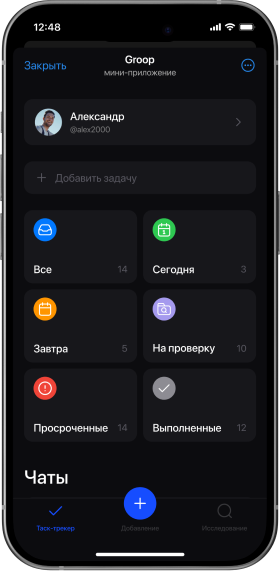 12:48
Закрыть
Groop
мини-приложение
Александр
@alex2000
Добавить задачу
Все 14
Сегодня 3
Завтра 5
На проверку 10
Просроченные 14
Выполненные 12
Чаты
Таск-трекер
Добавление
Исследование